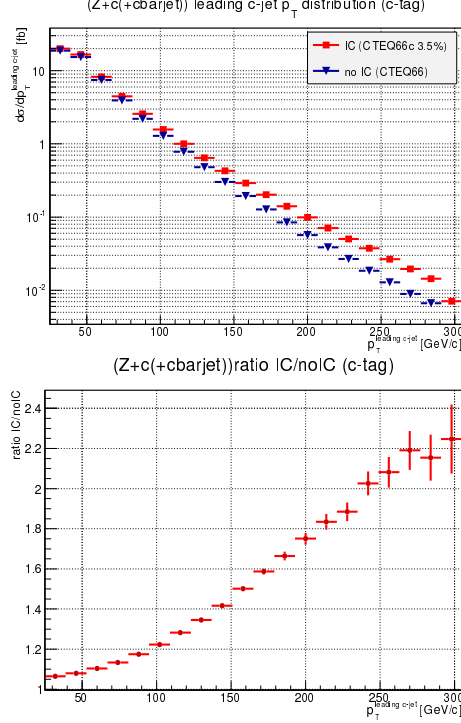 (Z+c(+cbarjet)) leading c-jet p_T distribution (c-tag)
dσ/dp_T^leading c-jet [fb]
IC (CTEQ66c 3.5%)
no IC (CTEQ66)
10
1
10^-1
10^-2
50 100 150 200 250 300
p_T^leading c-jet [GeV/c]
(Z+c(+cbarjet))ratio IC/noIC (c-tag)
ratio IC/noIC
2.4
2.2
2
1.8
1.6
1.4
1.2
1
50 100 150 200 250 300
p_T^leading c-jet [GeV/c]